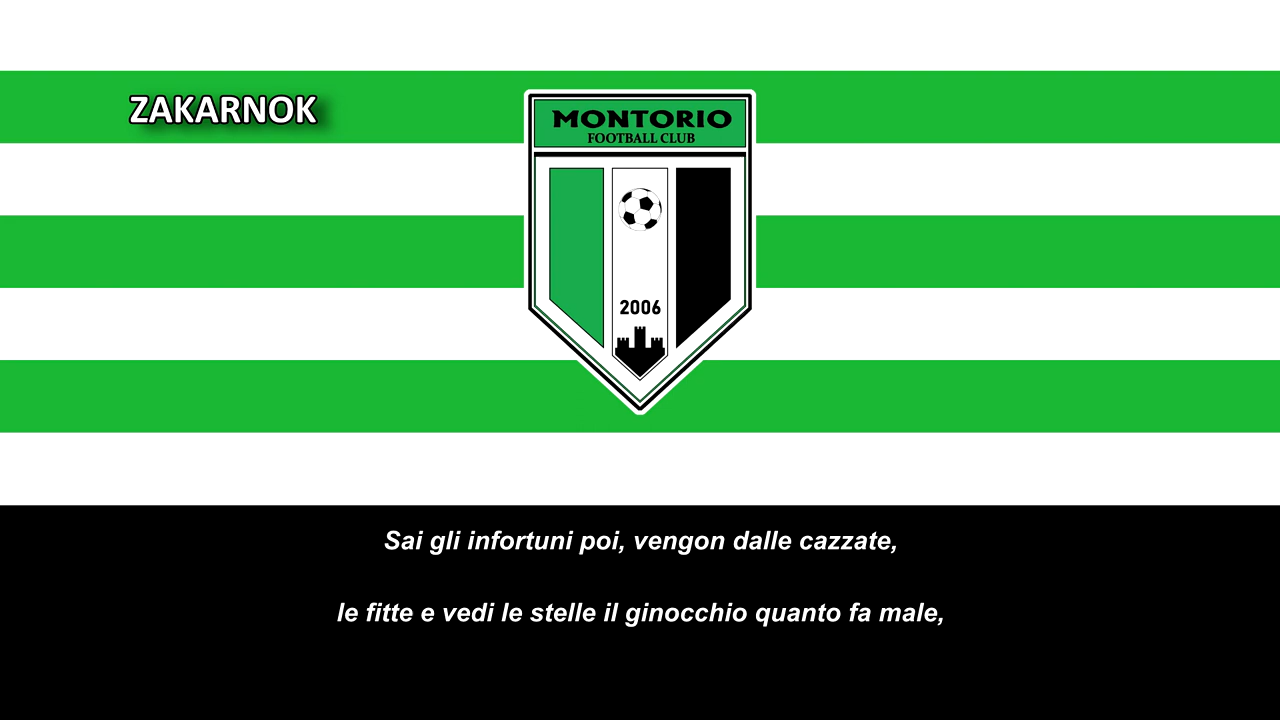 ZAKARNOK
MONTORIO
FOOTBALL CLUB
2006
Sai gli infortuni poi, vengon dalle cazzate,
le fitte e vedi le stelle il ginocchio quanto fa male,